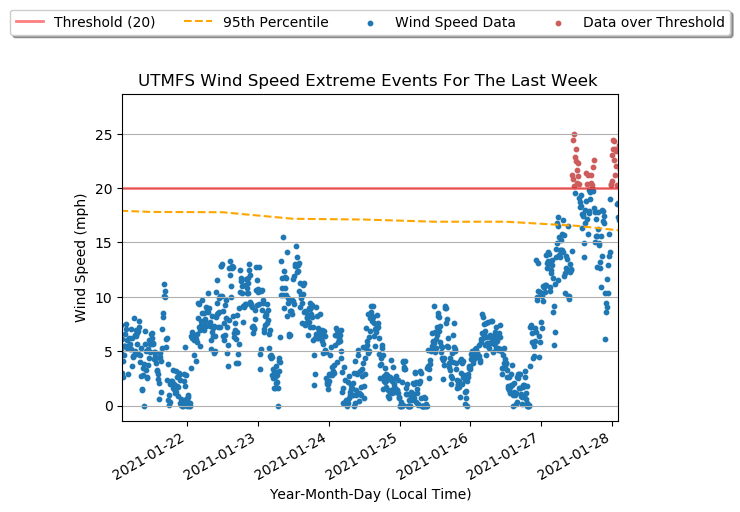 Threshold (20) 95th Percentile Wind Speed Data Data over Threshold
UTMFS Wind Speed Extreme Events For The Last Week
25
20
15
10
5
0
Wind Speed (mph)
2021-01-22 2021-01-23 2021-01-24 2021-01-25 2021-01-26 2021-01-27 2021-01-28
Year-Month-Day (Local Time)